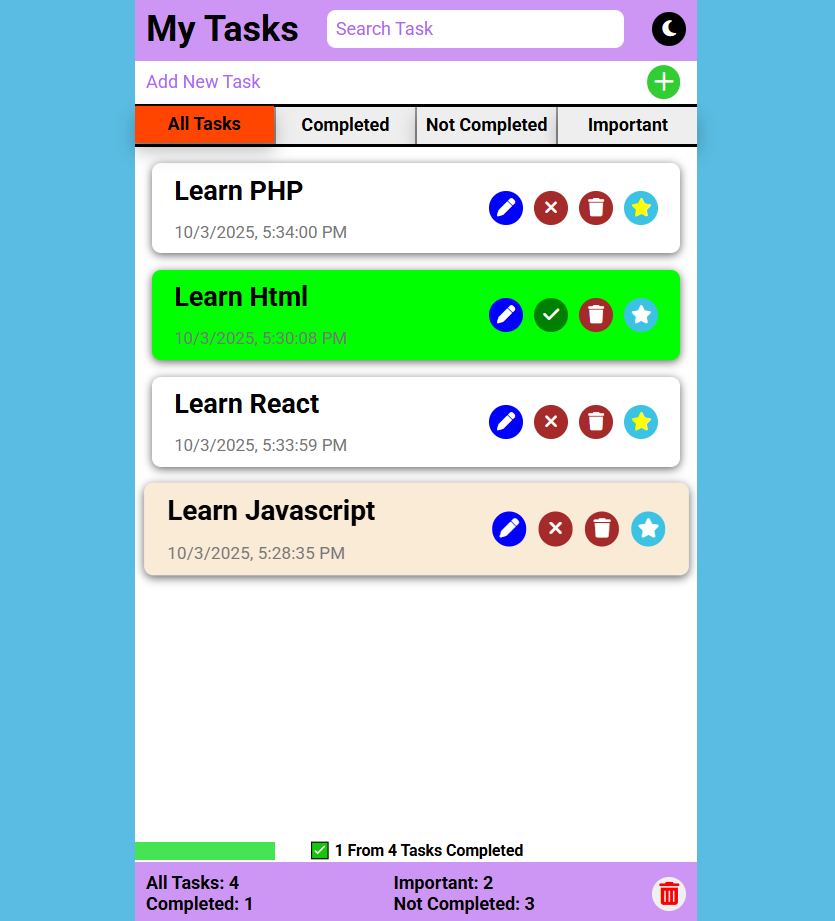 My Tasks
Search Task
Add New Task
All Tasks
Completed
Not Completed
Important
Learn PHP
10/3/2025, 5:34:00 PM
Learn Html
10/3/2025, 5:30:08 PM
Learn React
10/3/2025, 5:33:59 PM
Learn Javascript
10/3/2025, 5:28:35 PM
✅ 1 From 4 Tasks Completed
All Tasks: 4
Important: 2
Completed: 1
Not Completed: 3